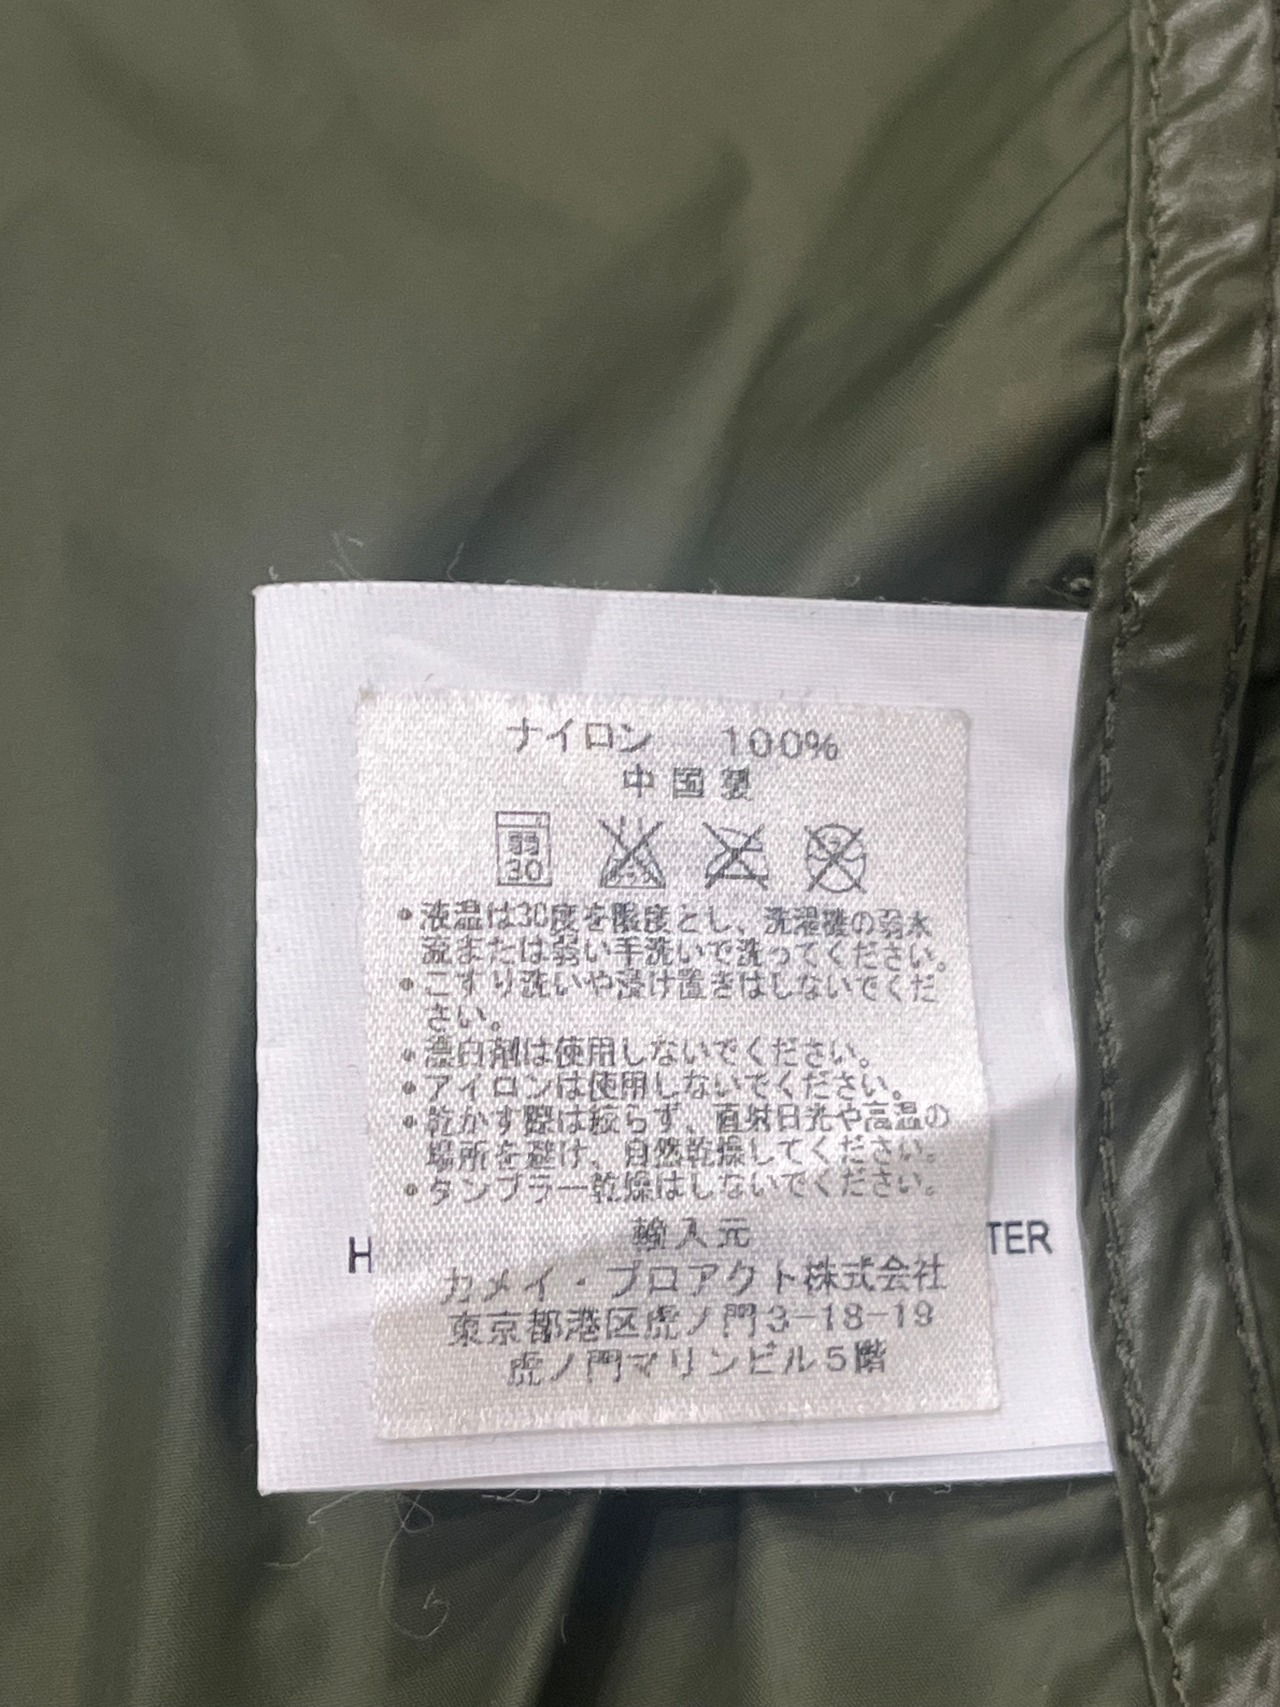 ナイロン 100%
中国製
弱
30
•液温は30度を限度とし、洗濯機の弱水
流または弱い手洗いで洗ってください。
•こすり洗いや浸け置きはしないでくだ
さい。
•漂白剤は使用しないでください。
•アイロンは使用しないでください。
•乾かす際は絞らず、直射日光や高温の
場所を避け、自然乾燥してください。
•タンブラー乾燥はしないでください。
輸入元
H TER
カメイ・プロアクト株式会社
東京都港区虎ノ門3-18-19
虎ノ門マリンビル5階